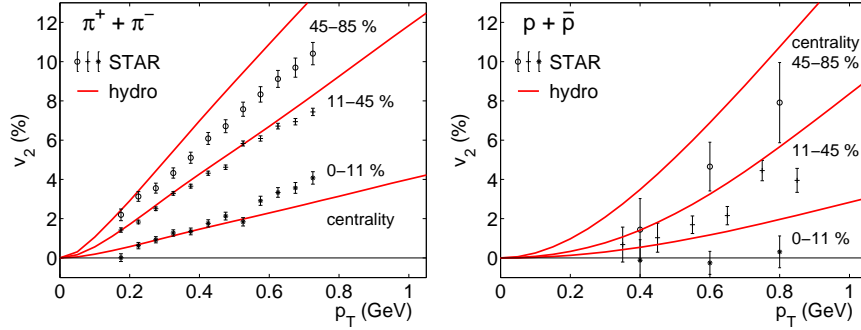 π⁺ + π⁻
STAR
hydro
45–85 %
11–45 %
0–11 %
centrality
v₂ (%)
12
10
8
6
4
2
0
0 0.2 0.4 0.6 0.8 1
p_T (GeV)
p + p̄
STAR
hydro
centrality
45–85 %
11–45 %
0–11 %
v₂ (%)
12
10
8
6
4
2
0
0 0.2 0.4 0.6 0.8 1
p_T (GeV)